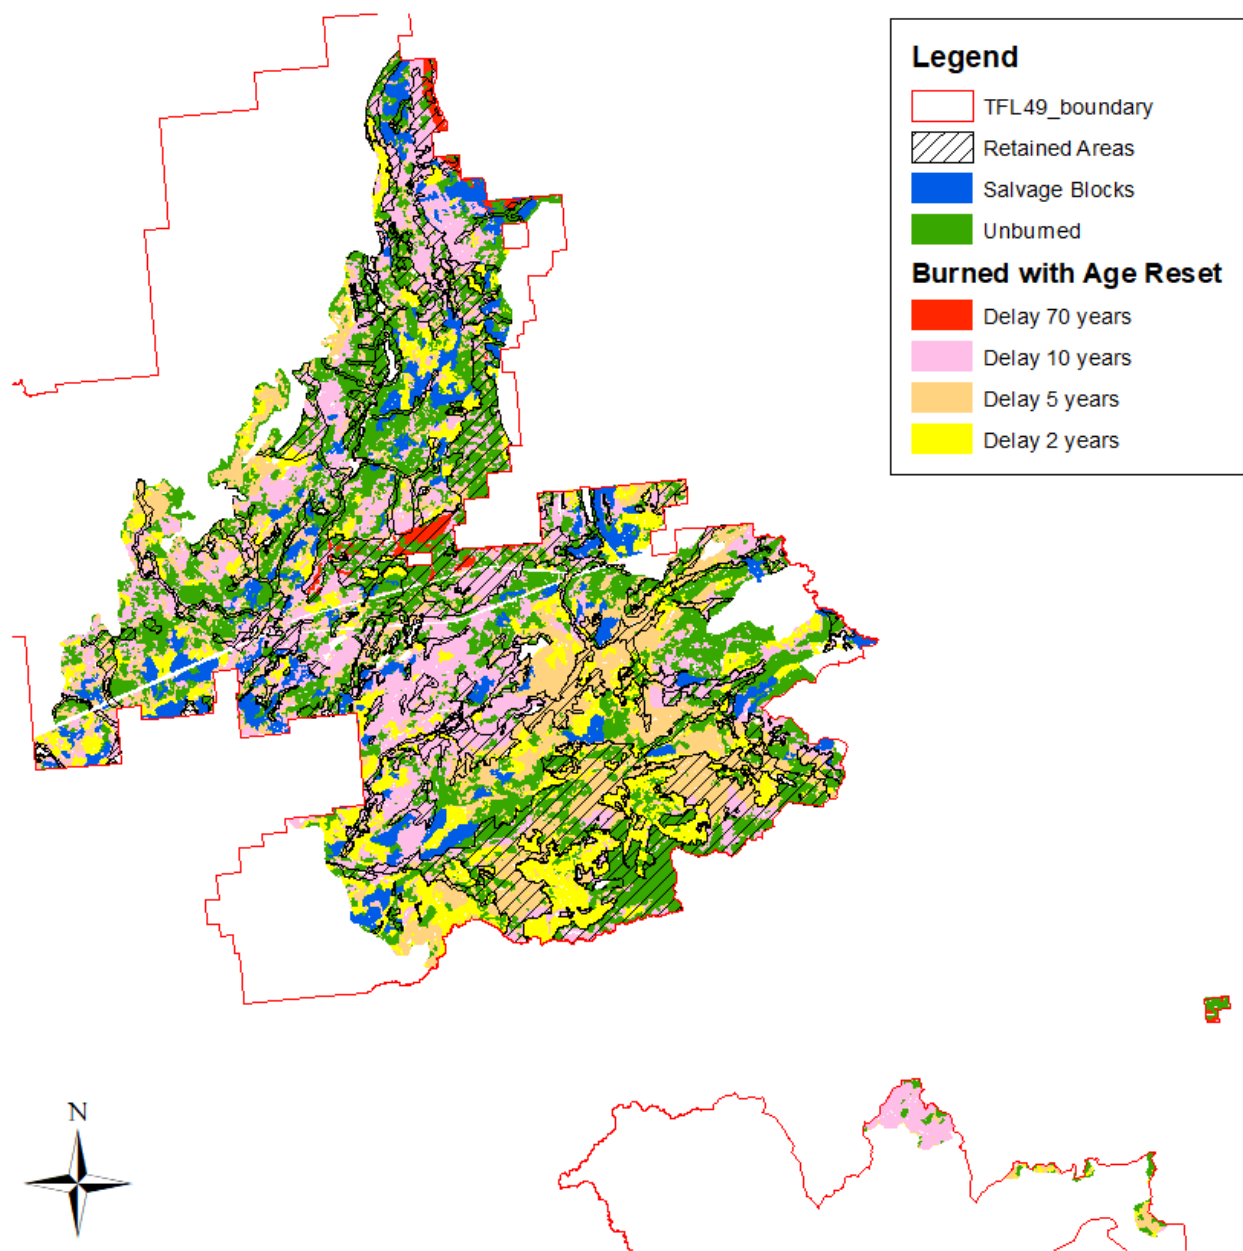 Legend
TFL49_boundary
Retained Areas
Salvage Blocks
Unburned
Burned with Age Reset
Delay 70 years
Delay 10 years
Delay 5 years
Delay 2 years
N